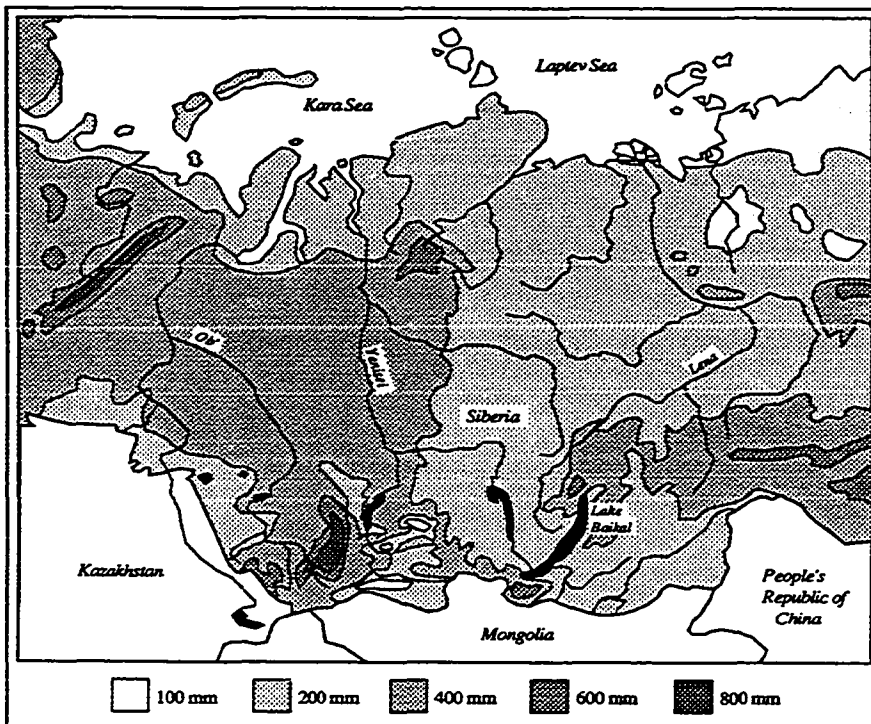 Laptev Sea
Kara Sea
Ob'
Yenisei
Lena
Siberia
Lake
Baikal
Kazakhstan
People's
Republic of
China
Mongolia
100 mm
200 mm
400 mm
600 mm
800 mm